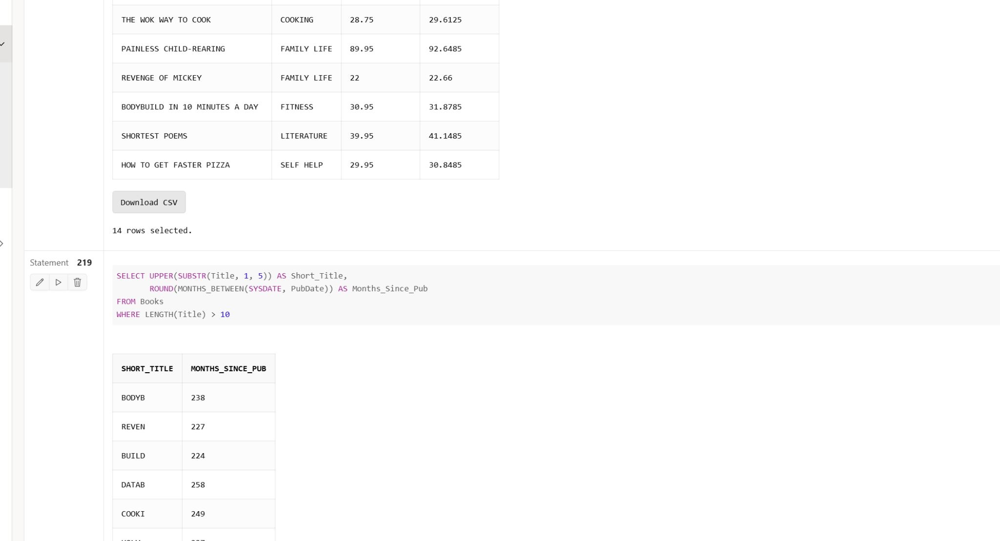 THE WOK WAY TO COOK COOKING 28.75 29.6125
PAINLESS CHILD-REARING FAMILY LIFE 89.95 92.6485
REVENGE OF MICKEY FAMILY LIFE 22 22.66
BODYBUILD IN 10 MINUTES A DAY FITNESS 30.95 31.8785
SHORTEST POEMS LITERATURE 39.95 41.1485
HOW TO GET FASTER PIZZA SELF HELP 29.95 30.8485
Download CSV
14 rows selected.
Statement 219
SELECT UPPER(SUBSTR(Title, 1, 5)) AS Short_Title,
ROUND(MONTHS_BETWEEN(SYSDATE, PubDate)) AS Months_Since_Pub
FROM Books
WHERE LENGTH(Title) > 10
SHORT_TITLE MONTHS_SINCE_PUB
BODYB 238
REVEN 227
BUILD 224
DATAB 258
COOKI 249